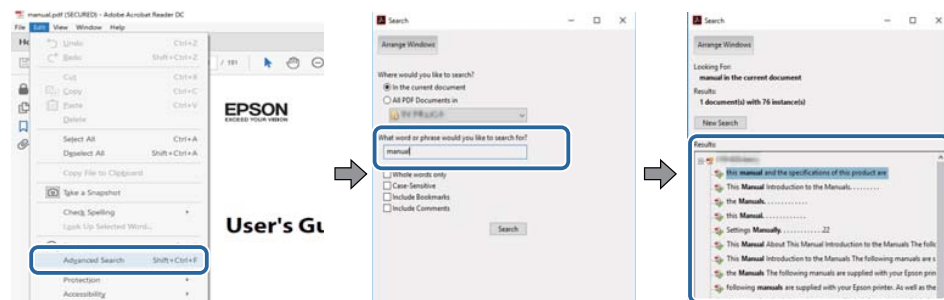 manual.pdf (SECURED) - Adobe Acrobat Reader DC
File Edit View Window Help
Undo Ctrl+Z
Redo Shift+Ctrl+Z
Cut Ctrl+X
Copy Ctrl+C
Paste Ctrl+V
Delete
Select All Ctrl+A
Deselect All Shift+Ctrl+A
Copy File to Clipboard
Take a Snapshot
Check Spelling
Look Up Selected Word...
Advanced Search Shift+Ctrl+F
Protection
Accessibility
/ 191
EPSON
EXCEED YOUR VISION
User's Gu
Search
Arrange Windows
Where would you like to search?
In the current document
All PDF Documents in
What word or phrase would you like to search for?
manual
Whole words only
Case-Sensitive
Include Bookmarks
Include Comments
Search
Search
Arrange Windows
Looking For:
manual in the current document
Results:
1 document(s) with 76 instance(s)
New Search
Results:
this manual and the specifications of this product are
This Manual Introduction to the Manuals.........
the Manuals.............
this Manual.............
Settings Manually.............22
This Manual About This Manual Introduction to the Manuals The follo
This Manual Introduction to the Manuals The following manuals are s
the Manuals The following manuals are supplied with your Epson prin
following manuals are supplied with your Epson printer. As well as the